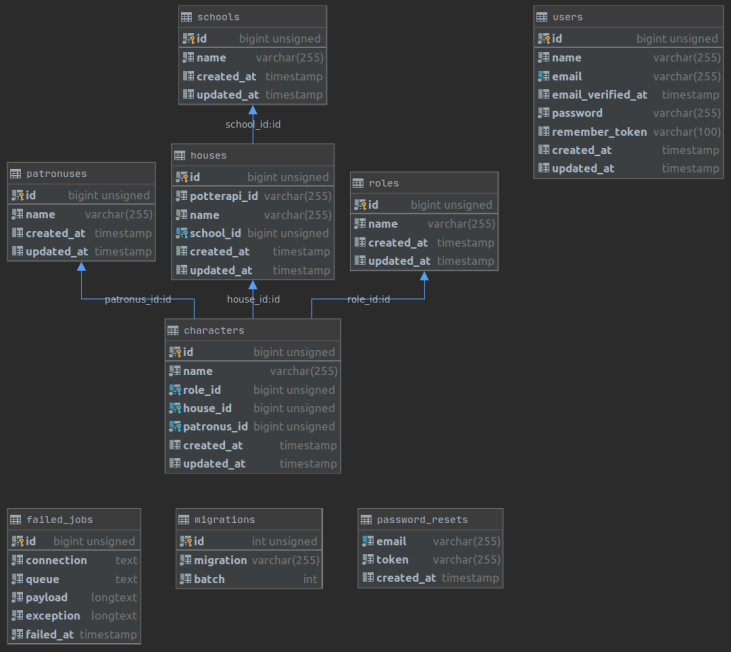 schools
id bigint unsigned
name varchar(255)
created_at timestamp
updated_at timestamp
users
id bigint unsigned
name varchar(255)
email varchar(255)
email_verified_at timestamp
password varchar(255)
remember_token varchar(100)
created_at timestamp
updated_at timestamp
school_id:id
houses
id bigint unsigned
potterapi_id varchar(255)
name varchar(255)
school_id bigint unsigned
created_at timestamp
updated_at timestamp
patronuses
id bigint unsigned
name varchar(255)
created_at timestamp
updated_at timestamp
roles
id bigint unsigned
name varchar(255)
created_at timestamp
updated_at timestamp
patronus_id:id
house_id:id
role_id:id
characters
id bigint unsigned
name varchar(255)
role_id bigint unsigned
house_id bigint unsigned
patronus_id bigint unsigned
created_at timestamp
updated_at timestamp
failed_jobs
id bigint unsigned
connection text
queue text
payload longtext
exception longtext
failed_at timestamp
migrations
id int unsigned
migration varchar(255)
batch int
password_resets
email varchar(255)
token varchar(255)
created_at timestamp